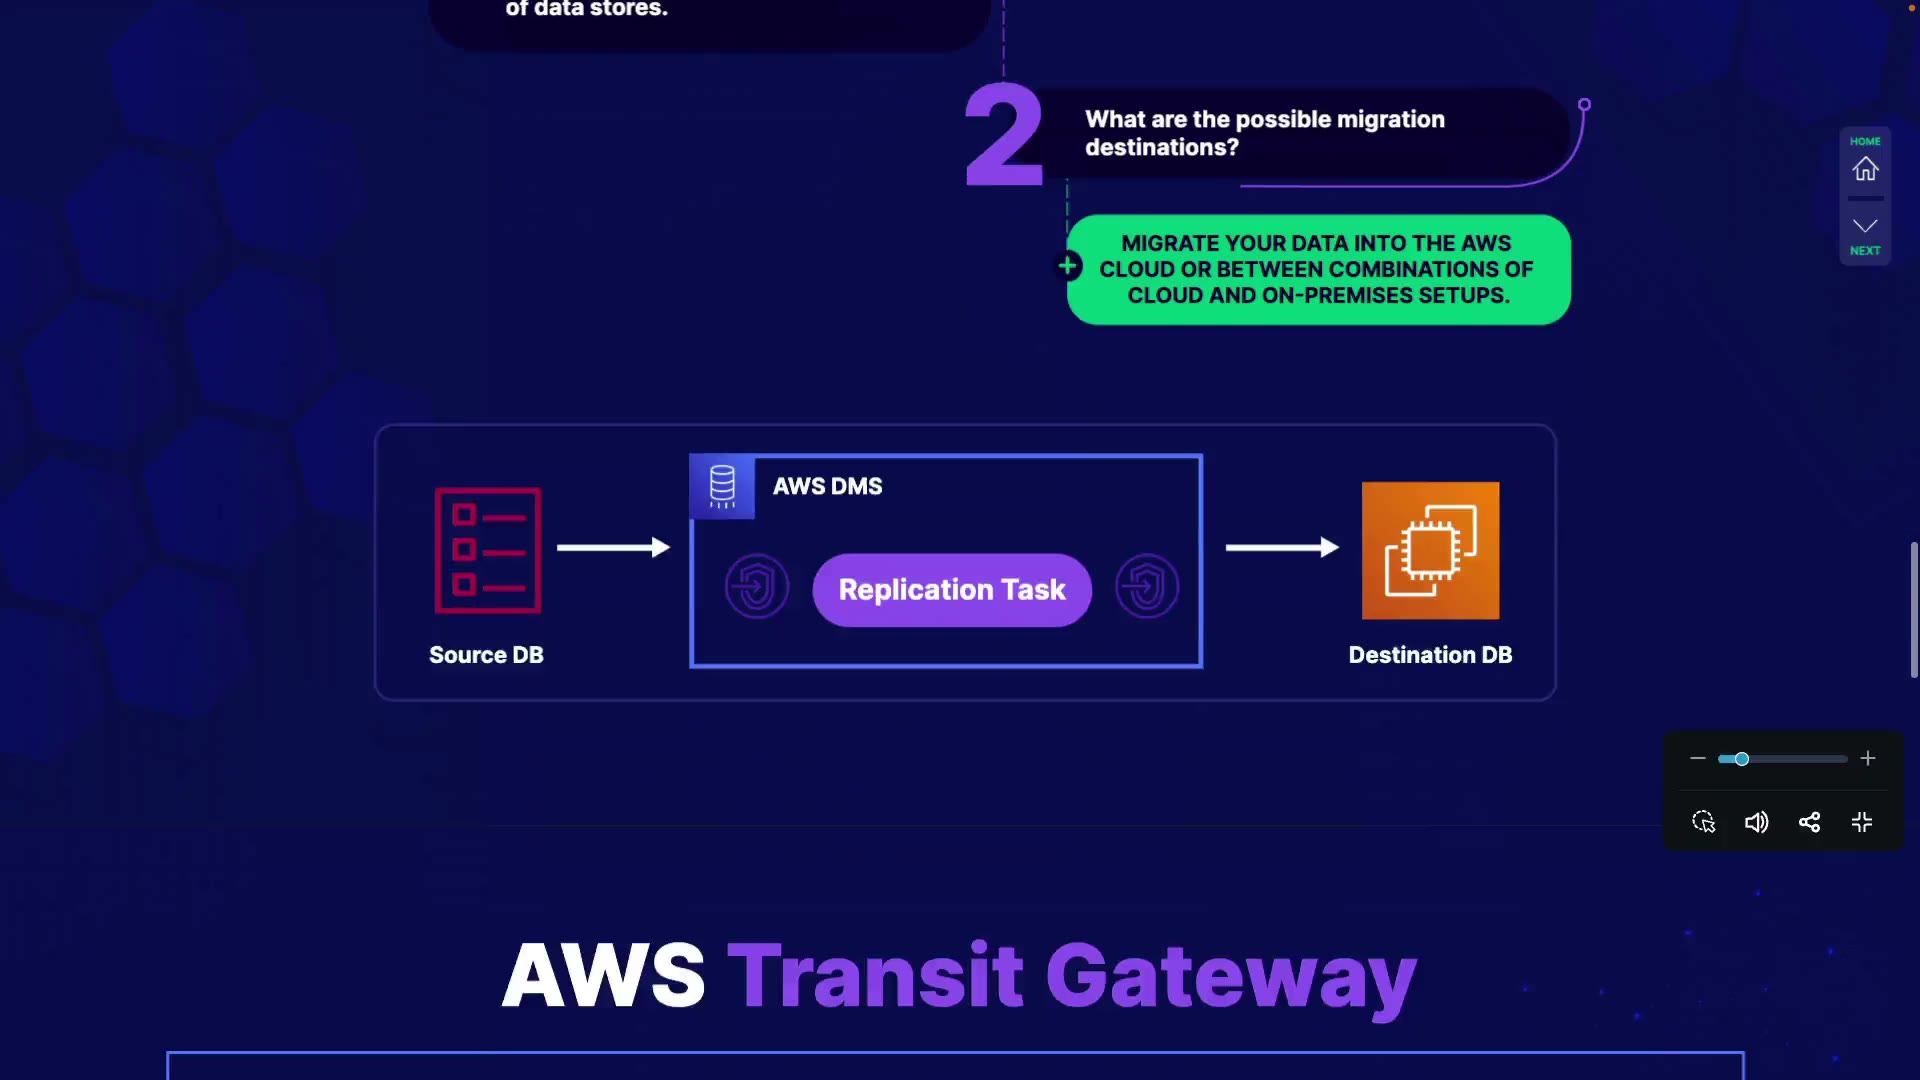 of data stores.
2
What are the possible migration
destinations?
MIGRATE YOUR DATA INTO THE AWS
CLOUD OR BETWEEN COMBINATIONS OF
CLOUD AND ON-PREMISES SETUPS.
HOME
NEXT
AWS DMS
Replication Task
Source DB
Destination DB
AWS Transit Gateway